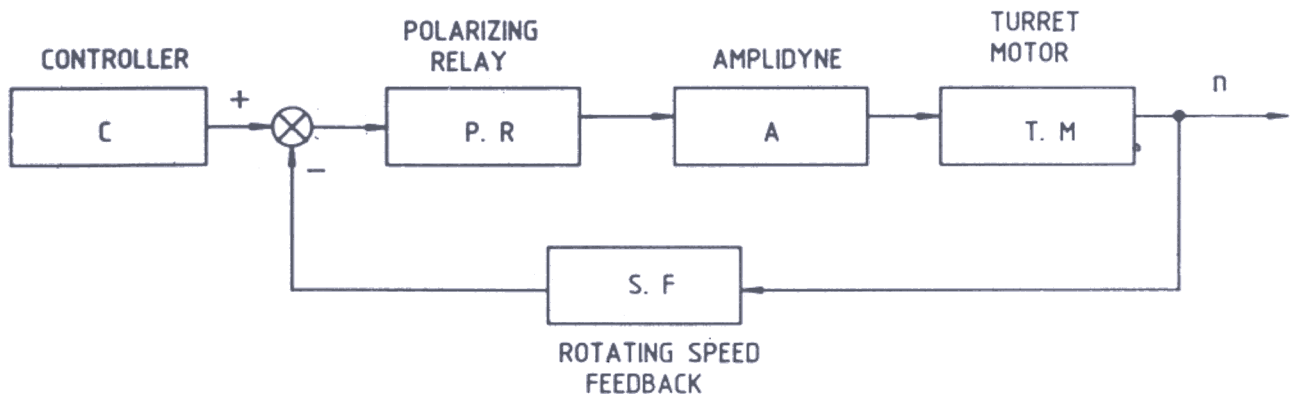 CONTROLLER
C
+
−
POLARIZING
RELAY
P. R
AMPLIDYNE
A
TURRET
MOTOR
T. M
n
S. F
ROTATING SPEED
FEEDBACK